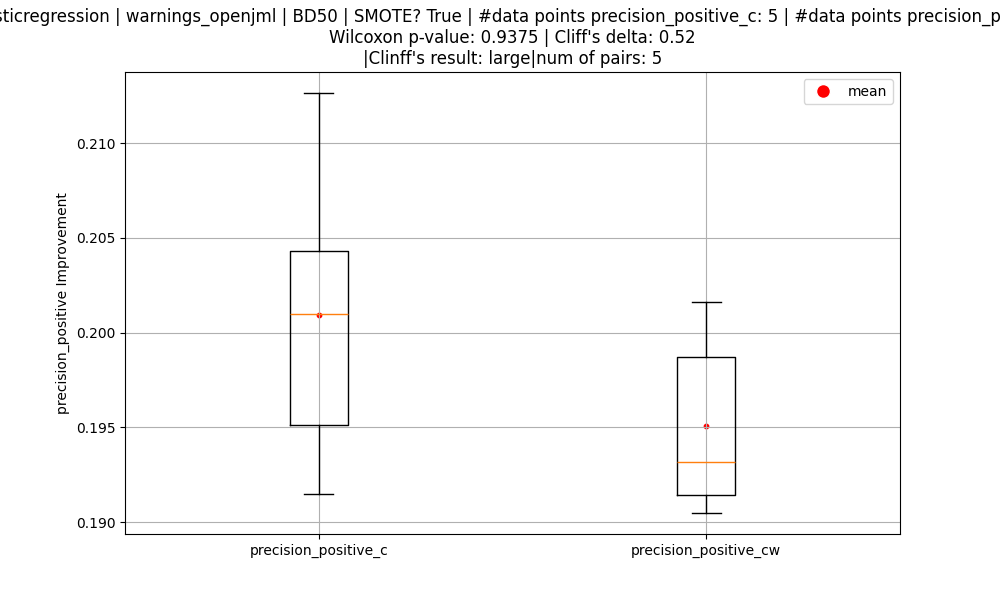 | warnings_openjml | BD50 | SMOTE? True | #data points precision_positive_c: 5 | #data points
Wilcoxon p-value: 0.9375 | Cliff's delta: 0.52
|Clinff's result: large|num of pairs: 5
mean
0.210
0.205
0.200
0.195
0.190
precision_positive Improvement
precision_positive_c
precision_positive_cw